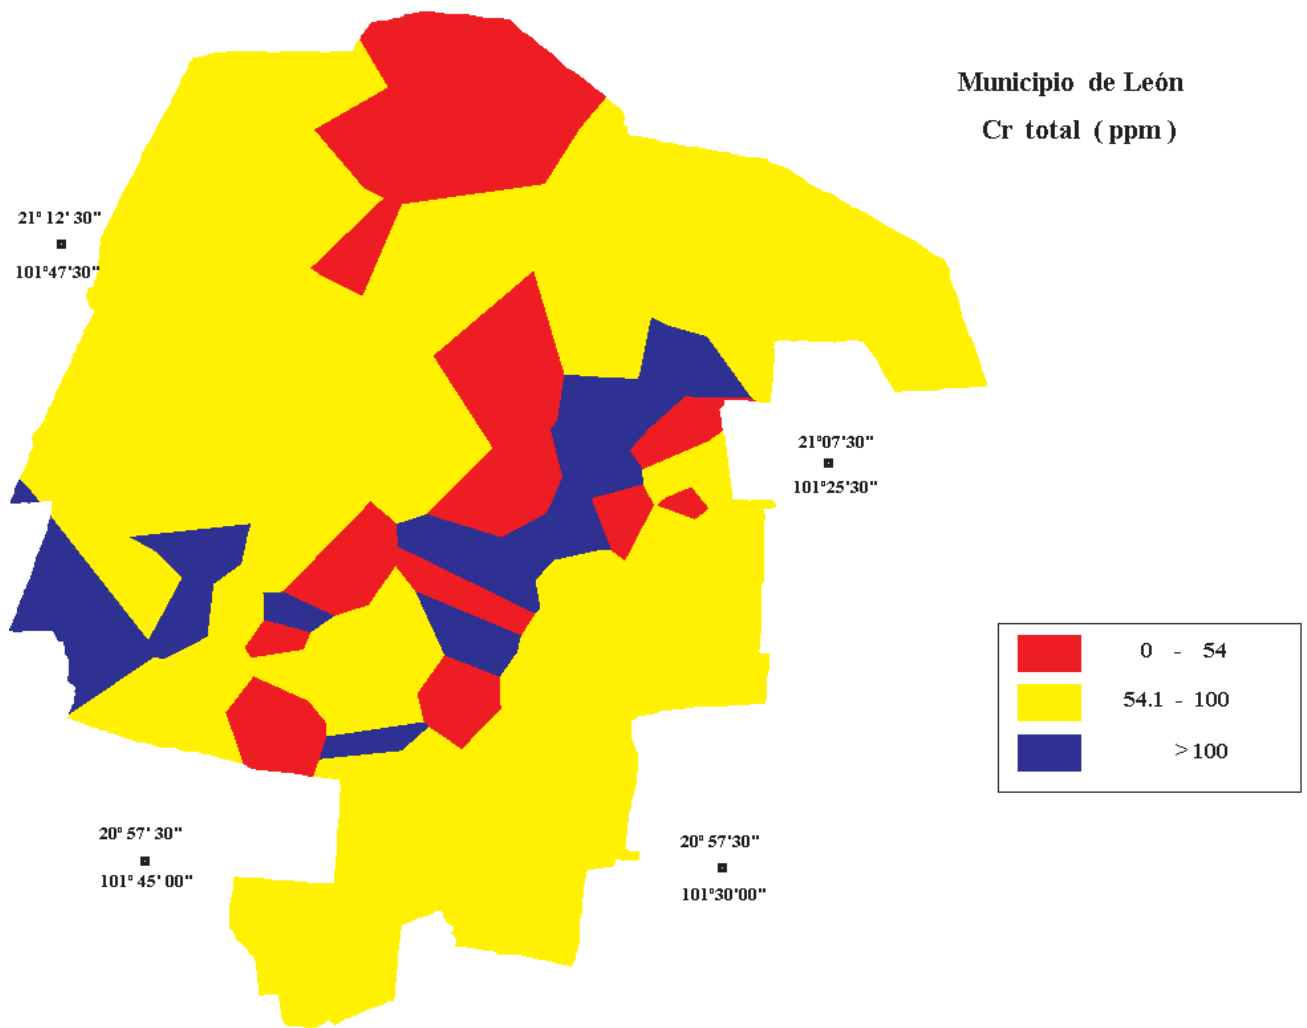 Municipio de León
Cr total ( ppm )
21° 12' 30"
101°47'30"
21°07'30"
101°25'30"
0 - 54
54.1 - 100
> 100
20° 57' 30"
101° 45' 00"
20° 57'30"
101°30'00"